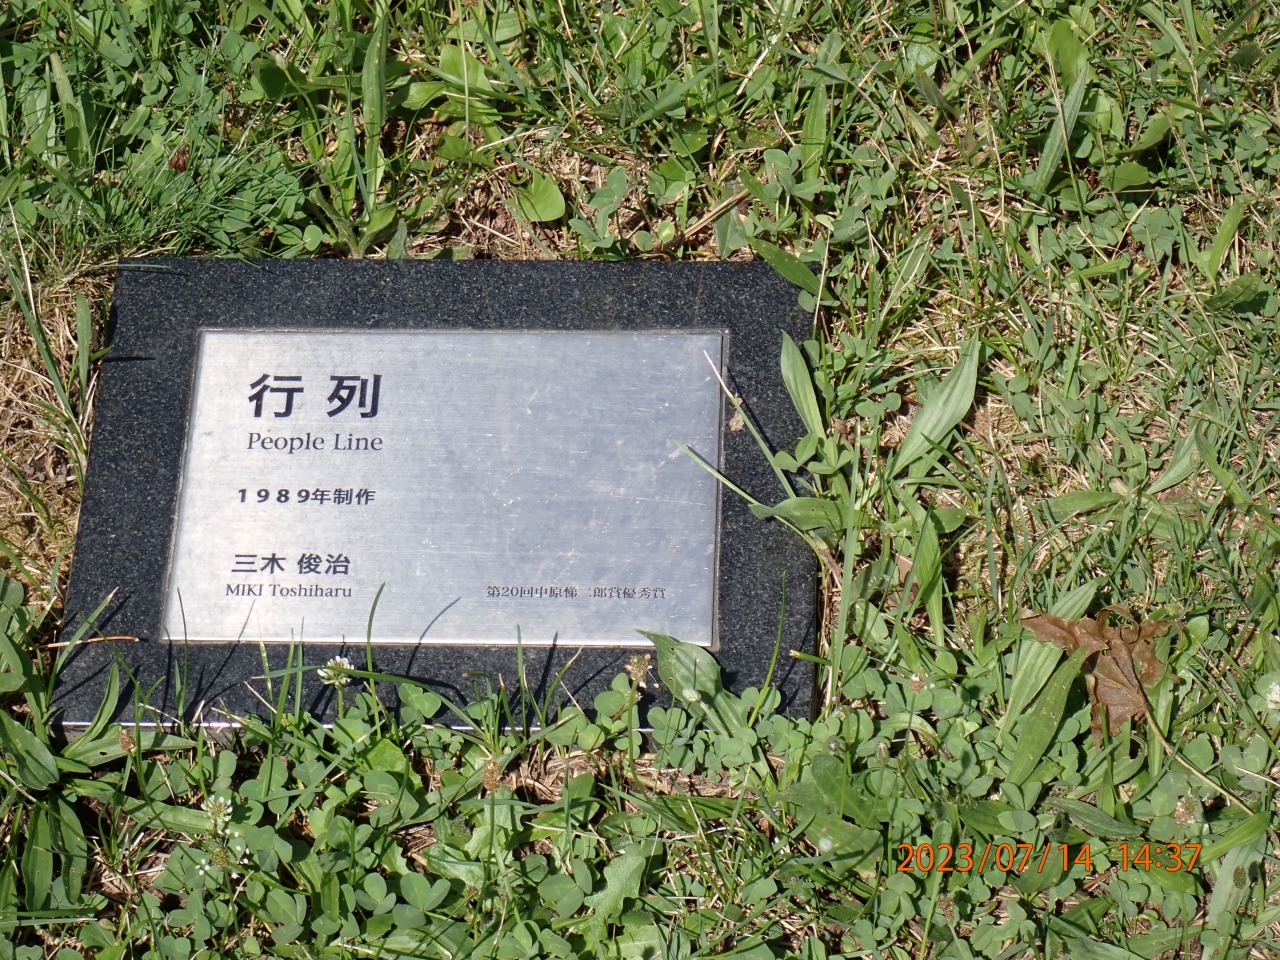 行列
People Line
1989年制作
三木 俊治
MIKI Toshiharu
第20回中原悌二郎賞優秀賞
2023/07/14 14:37